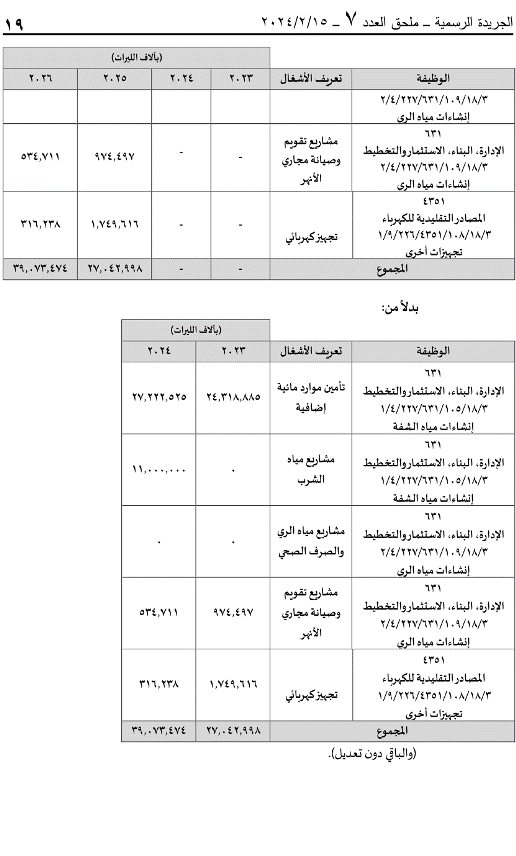 الجريدة الرسمية ــ ملحق العدد ٧ ــ ٢٠٢٤/٢/١٥
١٩
(بآلاف الليرات)
الوظيفة تعريف الأشغال ٢٠٢٣ ٢٠٢٤ ٢٠٢٥ ٢٠٢٦
٢/٤/٢٢٧/٦٣١/١٠٩/١٨/٣
إنشاءات مياه الري
٦٣١
الإدارة، البناء، الاستثمار والتخطيط
٢/٤/٢٢٧/٦٣١/١٠٩/١٨/٣
إنشاءات مياه الري
مشاريع تقويم
وصيانة مجاري
الأنهر
- - ٩٧٤,٤٩٧ ٥٣٤,٧١١
٤٣٥١
المصادر التقليدية للكهرباء
١/٩/٢٢٦/٤٣٥١/١٠٨/١٨/٣
تجهيزات أخرى
تجهيز كهربائي
- - ١,٧٤٩,٦١٦ ٣١٦,٢٣٨
المجموع - - ٢٧,٠٤٢,٩٩٨ ٣٩,٠٧٣,٤٧٤
بدلاً من:
(بآلاف الليرات)
الوظيفة تعريف الأشغال ٢٠٢٣ ٢٠٢٤
٦٣١
الإدارة، البناء، الاستثمار والتخطيط
١/٤/٢٢٧/٦٣١/١٠٥/١٨/٣
إنشاءات مياه الشفة
تأمين موارد مائية
إضافية
٢٤,٣١٨,٨٨٥ ٢٧,٢٢٢,٥٢٥
٦٣١
الإدارة، البناء، الاستثمار والتخطيط
١/٤/٢٢٧/٦٣١/١٠٥/١٨/٣
إنشاءات مياه الشفة
مشاريع مياه
الشرب
٠ ١١,٠٠٠,٠٠٠
٦٣١
الإدارة، البناء، الاستثمار والتخطيط
٢/٤/٢٢٧/٦٣١/١٠٩/١٨/٣
إنشاءات مياه الري
مشاريع مياه الري
والصرف الصحي
٠ ٠
٦٣١
الإدارة، البناء، الاستثمار والتخطيط
٢/٤/٢٢٧/٦٣١/١٠٩/١٨/٣
إنشاءات مياه الري
مشاريع تقويم
وصيانة مجاري
الأنهر
٩٧٤,٤٩٧ ٥٣٤,٧١١
٤٣٥١
المصادر التقليدية للكهرباء
١/٩/٢٢٦/٤٣٥١/١٠٨/١٨/٣
تجهيزات أخرى
تجهيز كهربائي
١,٧٤٩,٦١٦ ٣١٦,٢٣٨
المجموع ٢٧,٠٤٢,٩٩٨ ٣٩,٠٧٣,٤٧٤
(والباقي دون تعديل).